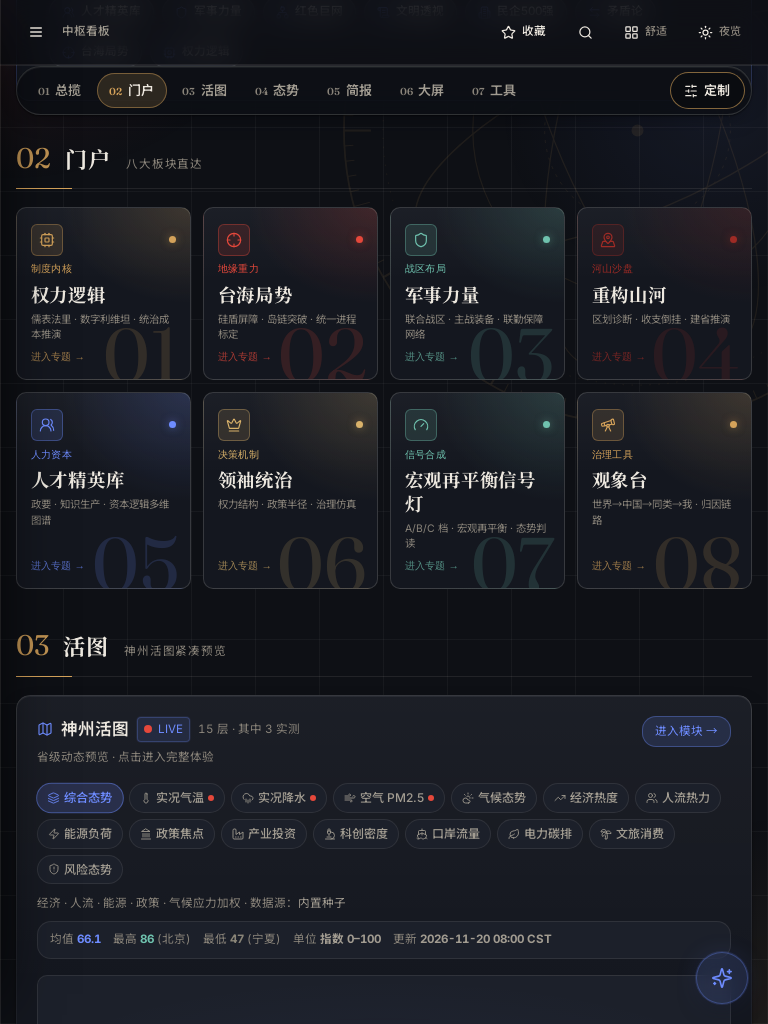 中枢看板
收藏
舒适
夜览
01 总揽
02 门户
03 活图
04 态势
05 简报
06 大屏
07 工具
定制
02 门户 八大板块直达
制度内核
权力逻辑
儒表法里 · 数字利维坦 · 统治成
本推演
进入专题 →
01
地缘重力
台海局势
硅盾屏障 · 岛链突破 · 统一进程
标定
进入专题 →
02
战区布局
军事力量
联合战区 · 主战装备 · 联勤保障
网络
进入专题 →
03
河山沙盘
重构山河
区划诊断 · 收支倒挂 · 建省推演
进入专题 →
04
人力资本
人才精英库
政要 · 知识生产 · 资本逻辑多维
图谱
进入专题 →
05
决策机制
领袖统治
权力结构 · 政策半径 · 治理仿真
进入专题 →
06
信号合成
宏观再平衡信号
灯
A/B/C 档 · 宏观再平衡 · 态势判
读
进入专题 →
07
治理工具
观象台
世界→中国→同类→我 · 归因链
路
进入专题 →
08
03 活图 神州活图紧凑预览
神州活图 LIVE 15 层 · 其中 3 实测
进入模块 →
省级动态预览 · 点击进入完整体验
综合态势
实况气温
实况降水
空气 PM2.5
气候态势
经济热度
人流热力
能源负荷
政策焦点
产业投资
科创密度
口岸流量
电力碳排
文旅消费
风险态势
经济 · 人流 · 能源 · 政策 · 气候应力加权 · 数据源：内置种子
均值 66.1 最高 86 (北京) 最低 47 (宁夏) 单位 指数 0–100 更新 2026-11-20 08:00 CST